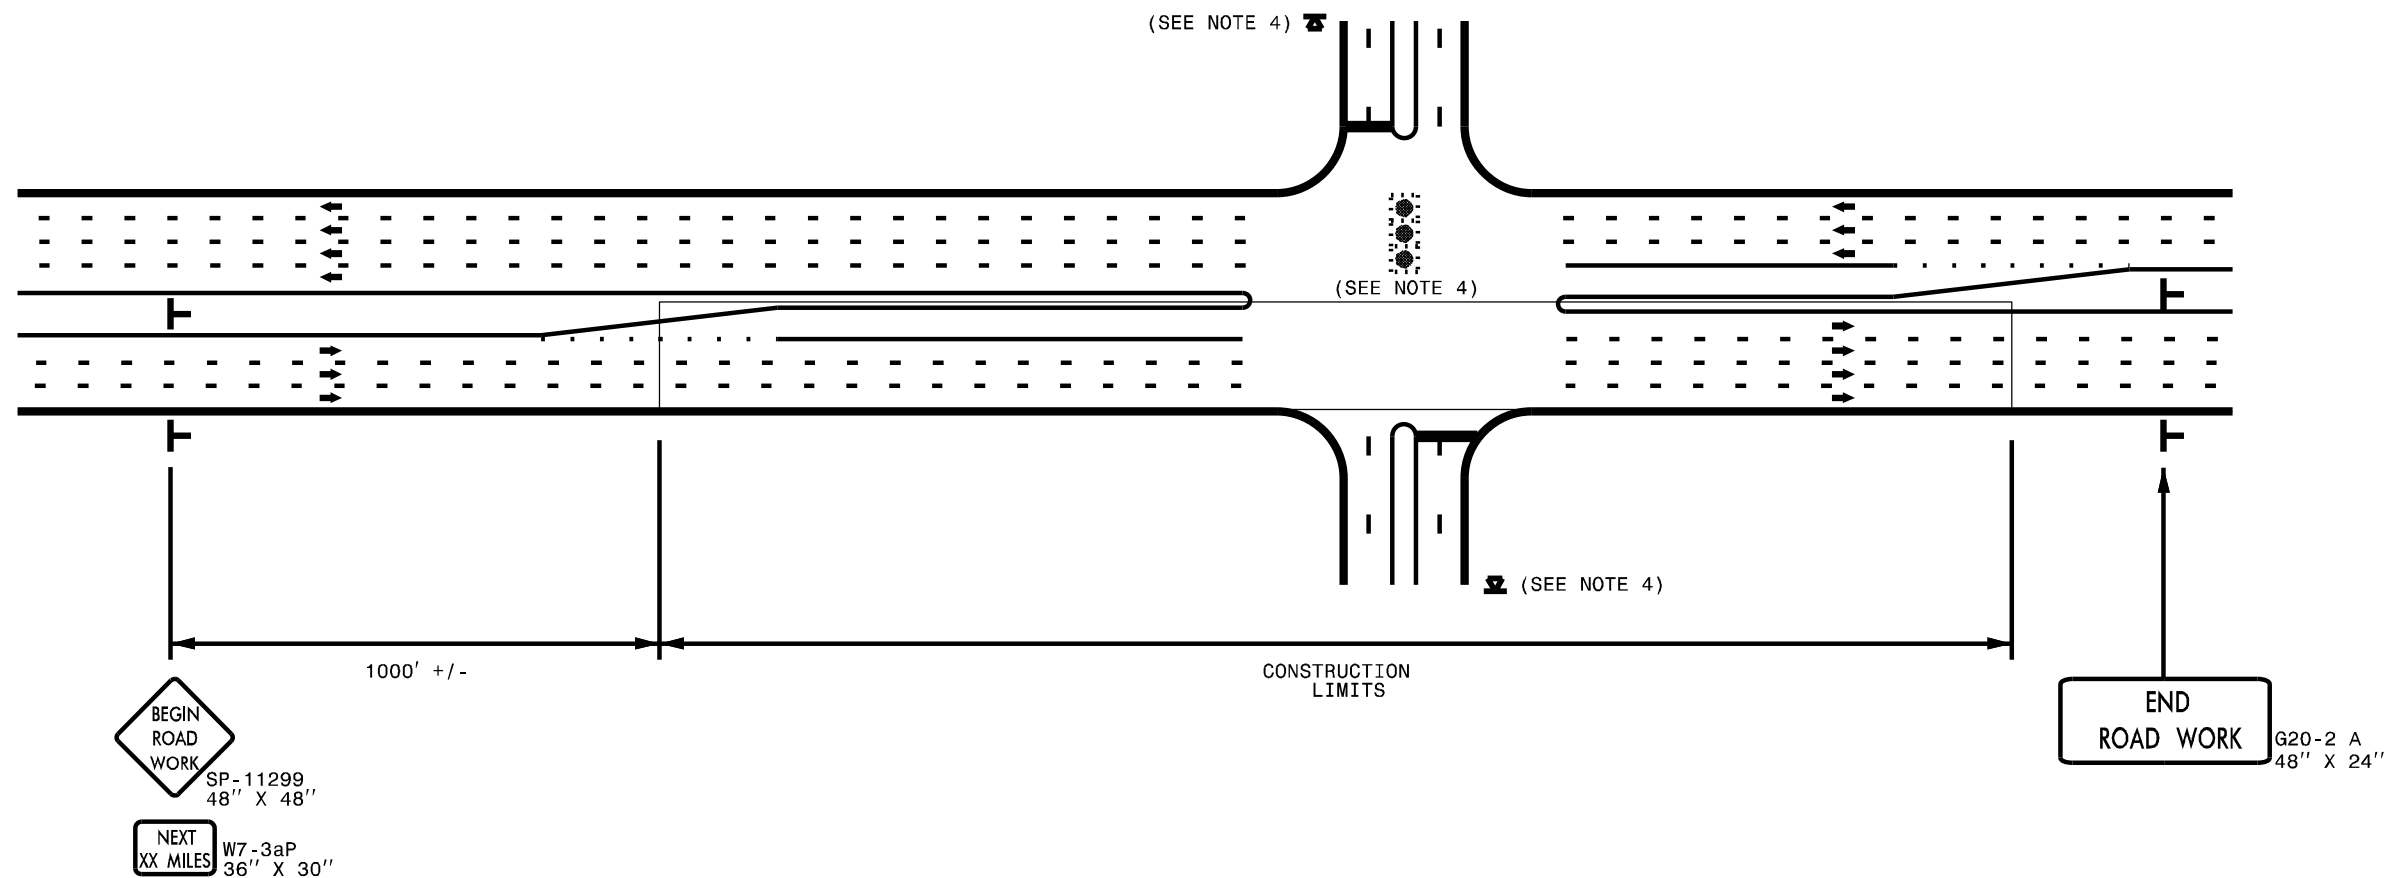 (SEE NOTE 4)
(SEE NOTE 4)
(SEE NOTE 4)
1000' +/-
CONSTRUCTION
LIMITS
BEGIN
ROAD
WORK
SP-11299
48'' X 48''
NEXT
XX MILES
W7-3aP
36'' X 30''
END
ROAD WORK
G20-2 A
48'' X 24''